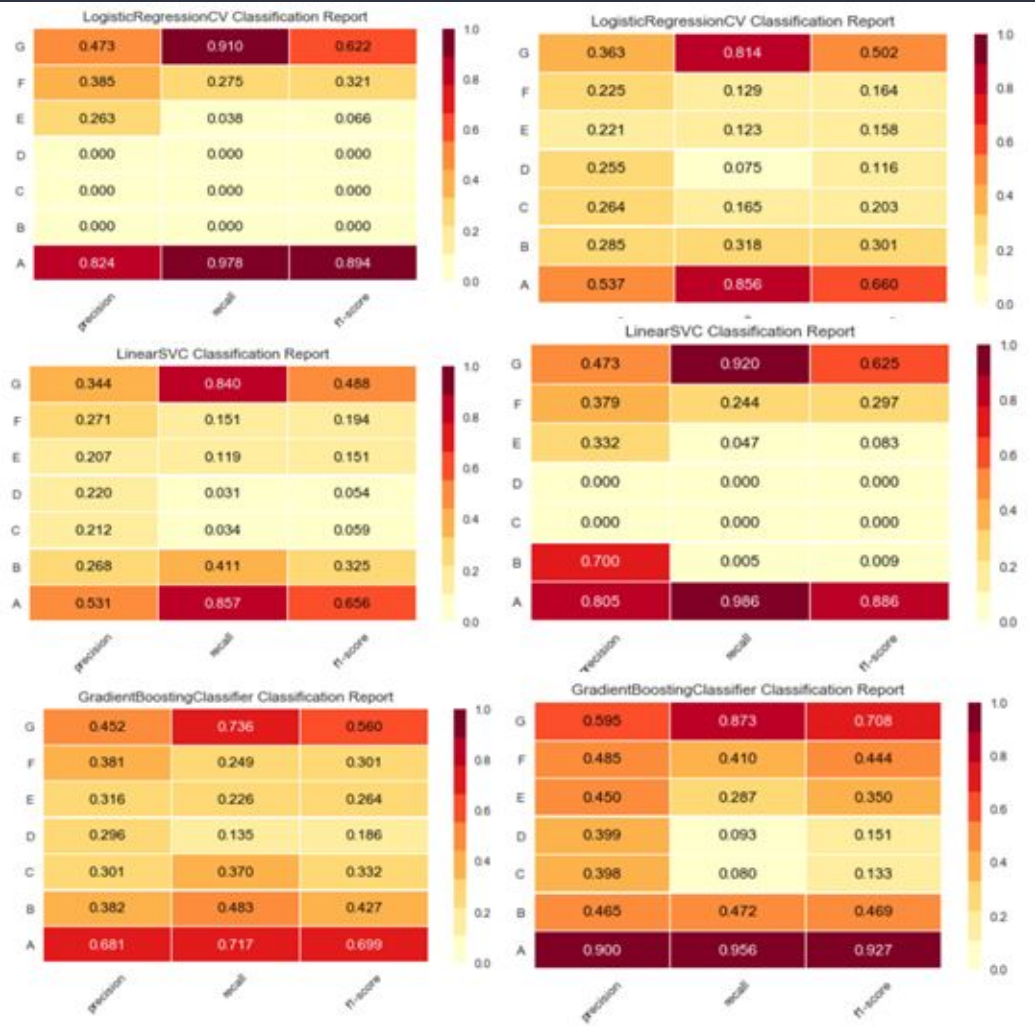 LogisticRegressionCV Classification Report
G 0.473 0.910 0.622
F 0.385 0.275 0.321
E 0.263 0.038 0.066
D 0.000 0.000 0.000
C 0.000 0.000 0.000
B 0.000 0.000 0.000
A 0.824 0.978 0.894
precision recall f1-score
1.0
0.8
0.6
0.4
0.2
0.0
LogisticRegressionCV Classification Report
G 0.363 0.814 0.502
F 0.225 0.129 0.164
E 0.221 0.123 0.158
D 0.255 0.075 0.116
C 0.264 0.165 0.203
B 0.285 0.318 0.301
A 0.537 0.856 0.660
1.0
0.8
0.6
0.4
0.2
0.0
LinearSVC Classification Report
G 0.344 0.840 0.488
F 0.271 0.151 0.194
E 0.207 0.119 0.151
D 0.220 0.031 0.054
C 0.212 0.034 0.059
B 0.268 0.411 0.325
A 0.531 0.857 0.656
precision recall f1-score
1.0
0.8
0.6
0.4
0.2
0.0
LinearSVC Classification Report
G 0.473 0.920 0.625
F 0.379 0.244 0.297
E 0.332 0.047 0.083
D 0.000 0.000 0.000
C 0.000 0.000 0.000
B 0.700 0.005 0.009
A 0.805 0.986 0.886
precision recall f1-score
1.0
0.8
0.6
0.4
0.2
0.0
GradientBoostingClassifier Classification Report
G 0.452 0.736 0.560
F 0.381 0.249 0.301
E 0.316 0.226 0.264
D 0.296 0.135 0.186
C 0.301 0.370 0.332
B 0.382 0.483 0.427
A 0.681 0.717 0.699
precision recall f1-score
1.0
0.8
0.6
0.4
0.2
0.0
GradientBoostingClassifier Classification Report
G 0.595 0.873 0.708
F 0.485 0.410 0.444
E 0.450 0.287 0.350
D 0.399 0.093 0.151
C 0.398 0.080 0.133
B 0.465 0.472 0.469
A 0.900 0.956 0.927
precision recall f1-score
1.0
0.8
0.6
0.4
0.2
0.0